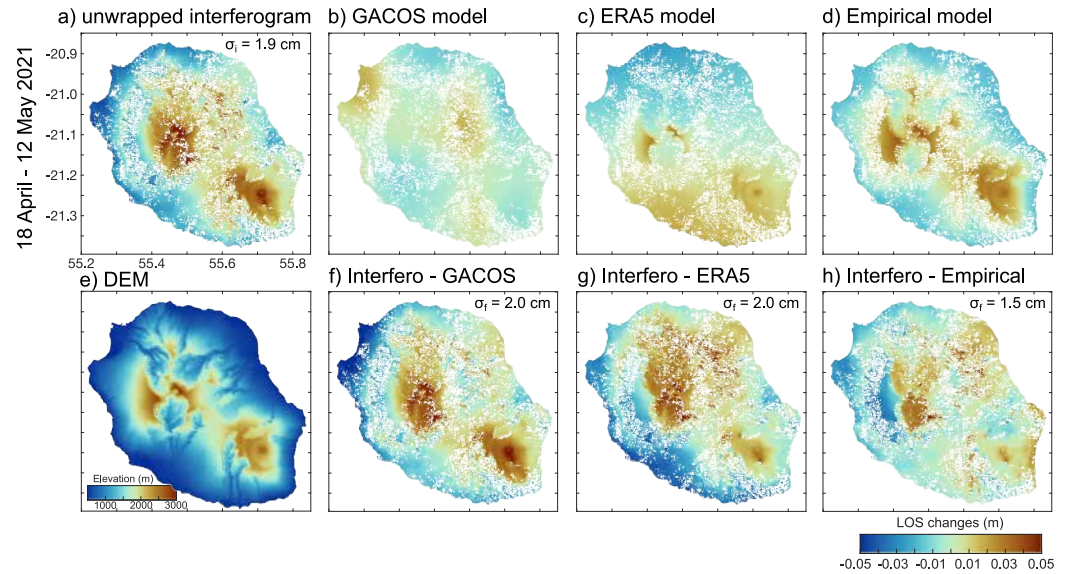 a) unwrapped interferogram
b) GACOS model
c) ERA5 model
d) Empirical model
σi = 1.9 cm
18 April - 12 May 2021
-20.9
-21.0
-21.1
-21.2
-21.3
55.2 55.4 55.6 55.8
e) DEM
f) Interfero - GACOS
g) Interfero - ERA5
h) Interfero - Empirical
σf = 2.0 cm
σf = 2.0 cm
σf = 1.5 cm
Elevation (m)
1000 2000 3000
LOS changes (m)
-0.05 -0.03 -0.01 0.01 0.03 0.05